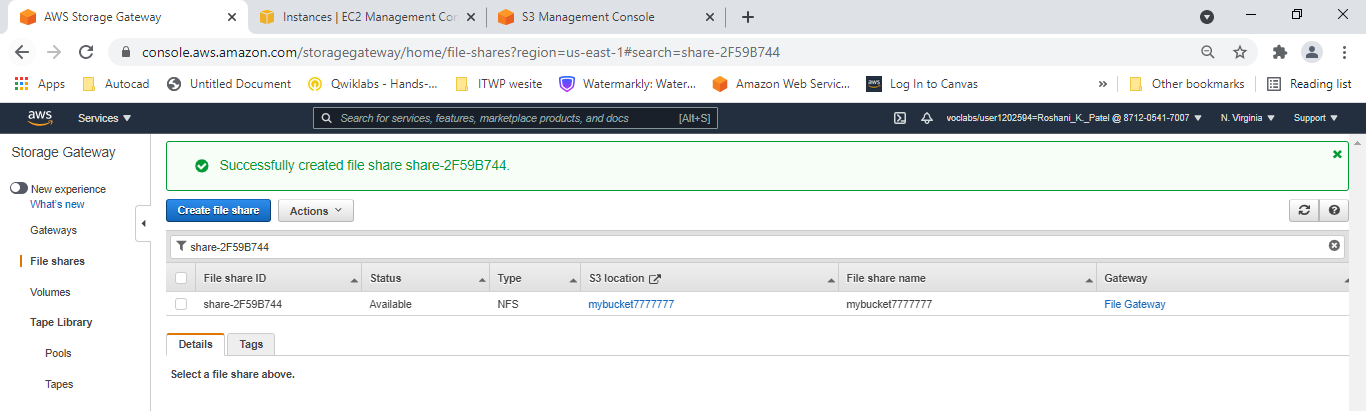 AWS Storage Gateway
Instances | EC2 Management Con
S3 Management Console
console.aws.amazon.com/storagegateway/home/file-shares?region=us-east-1#search=share-2F59B744
Apps Autocad Untitled Document Qwiklabs - Hands-... ITWP wesite Watermarkly: Water... Amazon Web Servic... aws Log In to Canvas » Other bookmarks Reading list
aws Services Search for services, features, marketplace products, and docs [Alt+S] voclabs/user1202594=Roshani_K._Patel @ 8712-0541-7007 N. Virginia Support
Storage Gateway
New experience
What's new
Gateways
File shares
Volumes
Tape Library
Pools
Tapes
Successfully created file share share-2F59B744.
Create file share Actions
share-2F59B744
File share ID Status Type S3 location File share name Gateway
share-2F59B744 Available NFS mybucket7777777 mybucket7777777 File Gateway
Details Tags
Select a file share above.